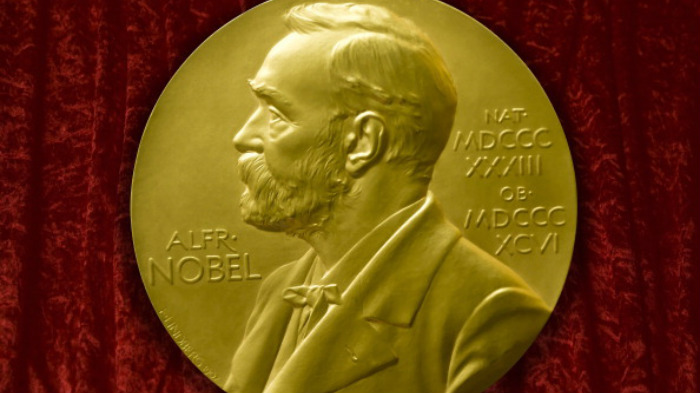 ALFR·
NOBEL
NAT·
MDCCC
XXXIII
OB·
MDCCC
XCVI